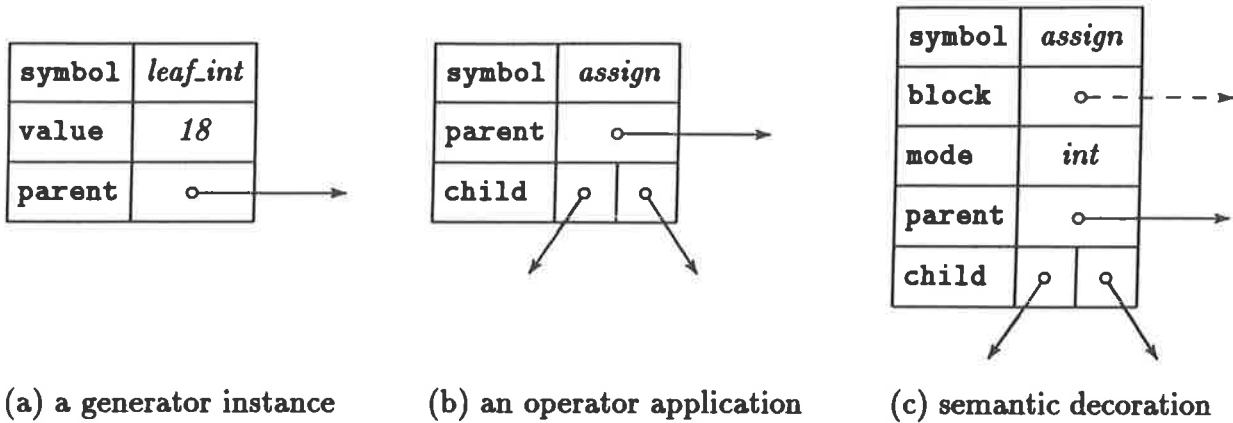 symbol leaf_int
value 18
parent
symbol assign
parent
child
symbol assign
block
mode int
parent
child
(a) a generator instance
(b) an operator application
(c) semantic decoration